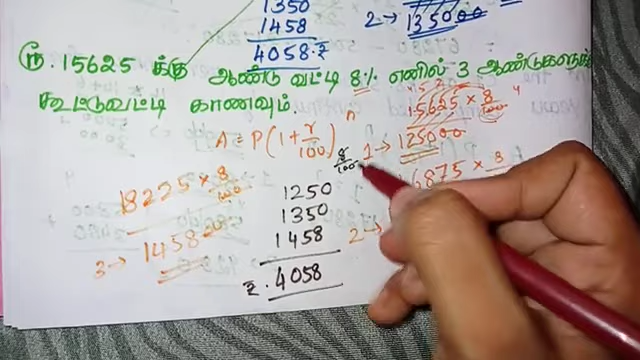 1350
1458
4058.₹
2→ 135000
ரூ.15625 க்கு ஆண்டு வட்டி 8% எனில் 3 ஆண்டுகளுக்கு
கூட்டுவட்டி காணவும்.
A = P(1+r/100)^n
15625 × 8/100
8/100
1→ 125000
16875 ×
18225 × 8/100
3→ 145800
1250
1350
1458
₹.4058
2→